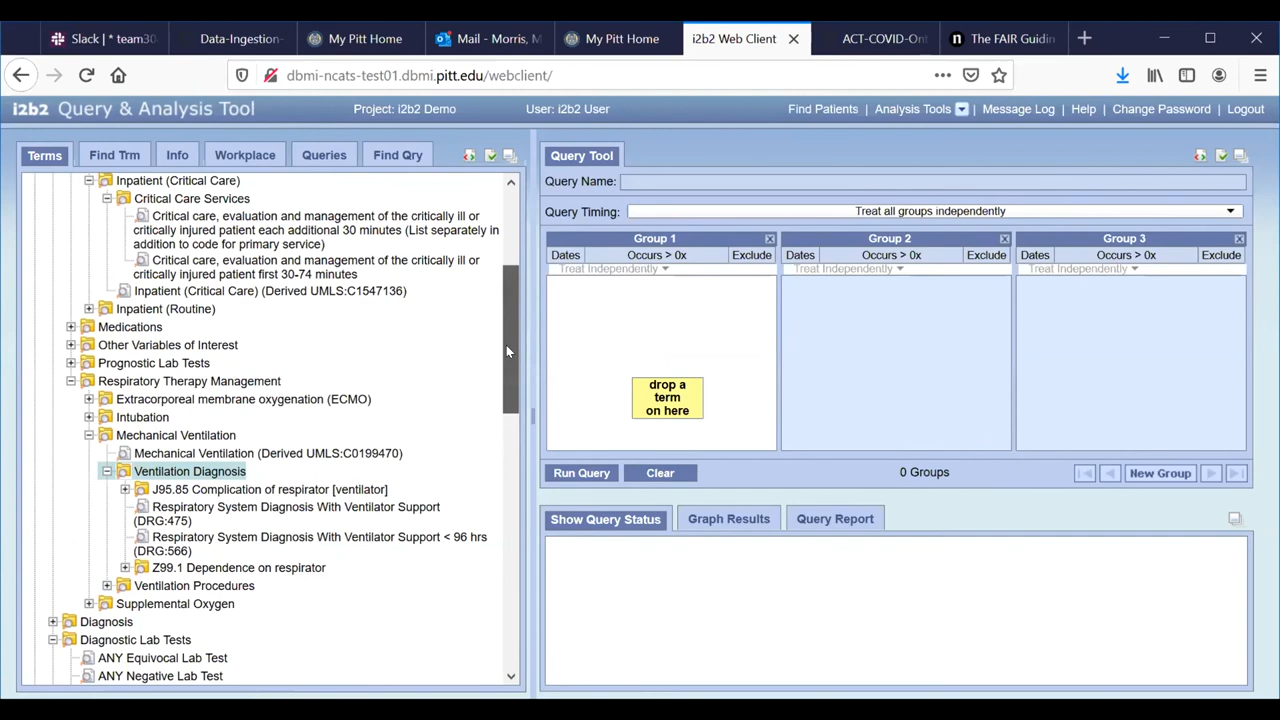 Slack | * team30
Data-Ingestion-
My Pitt Home
Mail - Morris, M
My Pitt Home
i2b2 Web Client
ACT-COVID-Ont
The FAIR Guidin
dbmi-ncats-test01.dbmi.pitt.edu/webclient/
i2b2 Query & Analysis Tool
Project: i2b2 Demo
User: i2b2 User
Find Patients | Analysis Tools | Message Log | Help | Change Password | Logout
Terms
Find Trm
Info
Workplace
Queries
Find Qry
Inpatient (Critical Care)
Critical Care Services
Critical care, evaluation and management of the critically ill or
critically injured patient each additional 30 minutes (List separately in
addition to code for primary service)
Critical care, evaluation and management of the critically ill or
critically injured patient first 30-74 minutes
Inpatient (Critical Care) (Derived UMLS:C1547136)
Inpatient (Routine)
Medications
Other Variables of Interest
Prognostic Lab Tests
Respiratory Therapy Management
Extracorporeal membrane oxygenation (ECMO)
Intubation
Mechanical Ventilation
Mechanical Ventilation (Derived UMLS:C0199470)
Ventilation Diagnosis
J95.85 Complication of respirator [ventilator]
Respiratory System Diagnosis With Ventilator Support
(DRG:475)
Respiratory System Diagnosis With Ventilator Support < 96 hrs
(DRG:566)
Z99.1 Dependence on respirator
Ventilation Procedures
Supplemental Oxygen
Diagnosis
Diagnostic Lab Tests
ANY Equivocal Lab Test
ANY Negative Lab Test
Query Tool
Query Name:
Query Timing:
Treat all groups independently
Group 1
Group 2
Group 3
Dates Occurs > 0x Exclude
Dates Occurs > 0x Exclude
Dates Occurs > 0x Exclude
Treat Independently
Treat Independently
Treat Independently
drop a
term
on here
Run Query
Clear
0 Groups
New Group
Show Query Status
Graph Results
Query Report